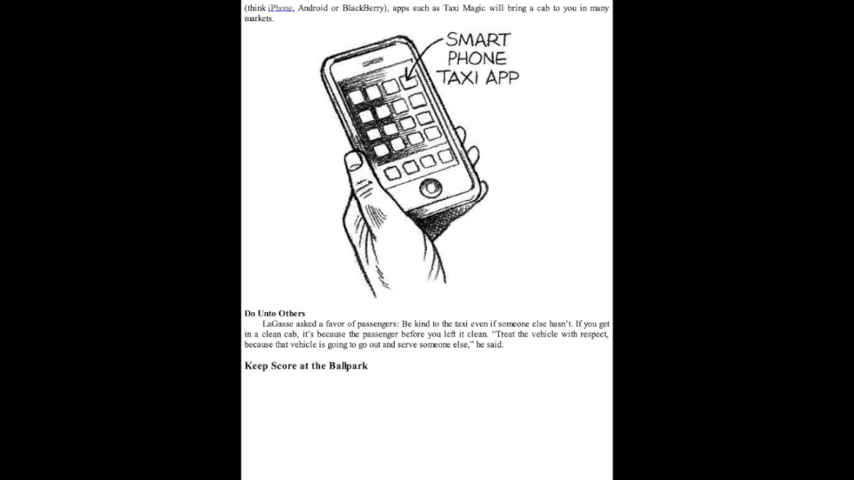 (think iPhone, Android or BlackBerry), apps such as Taxi Magic will bring a cab to you in many
markets.
SMART
PHONE
TAXI APP
Do Unto Others
LaGasse asked a favor of passengers: Be kind to the taxi even if someone else hasn't. If you get
in a clean cab, it's because the passenger before you left it clean. “Treat the vehicle with respect,
because that vehicle is going to go out and serve someone else,” he said.
Keep Score at the Ballpark